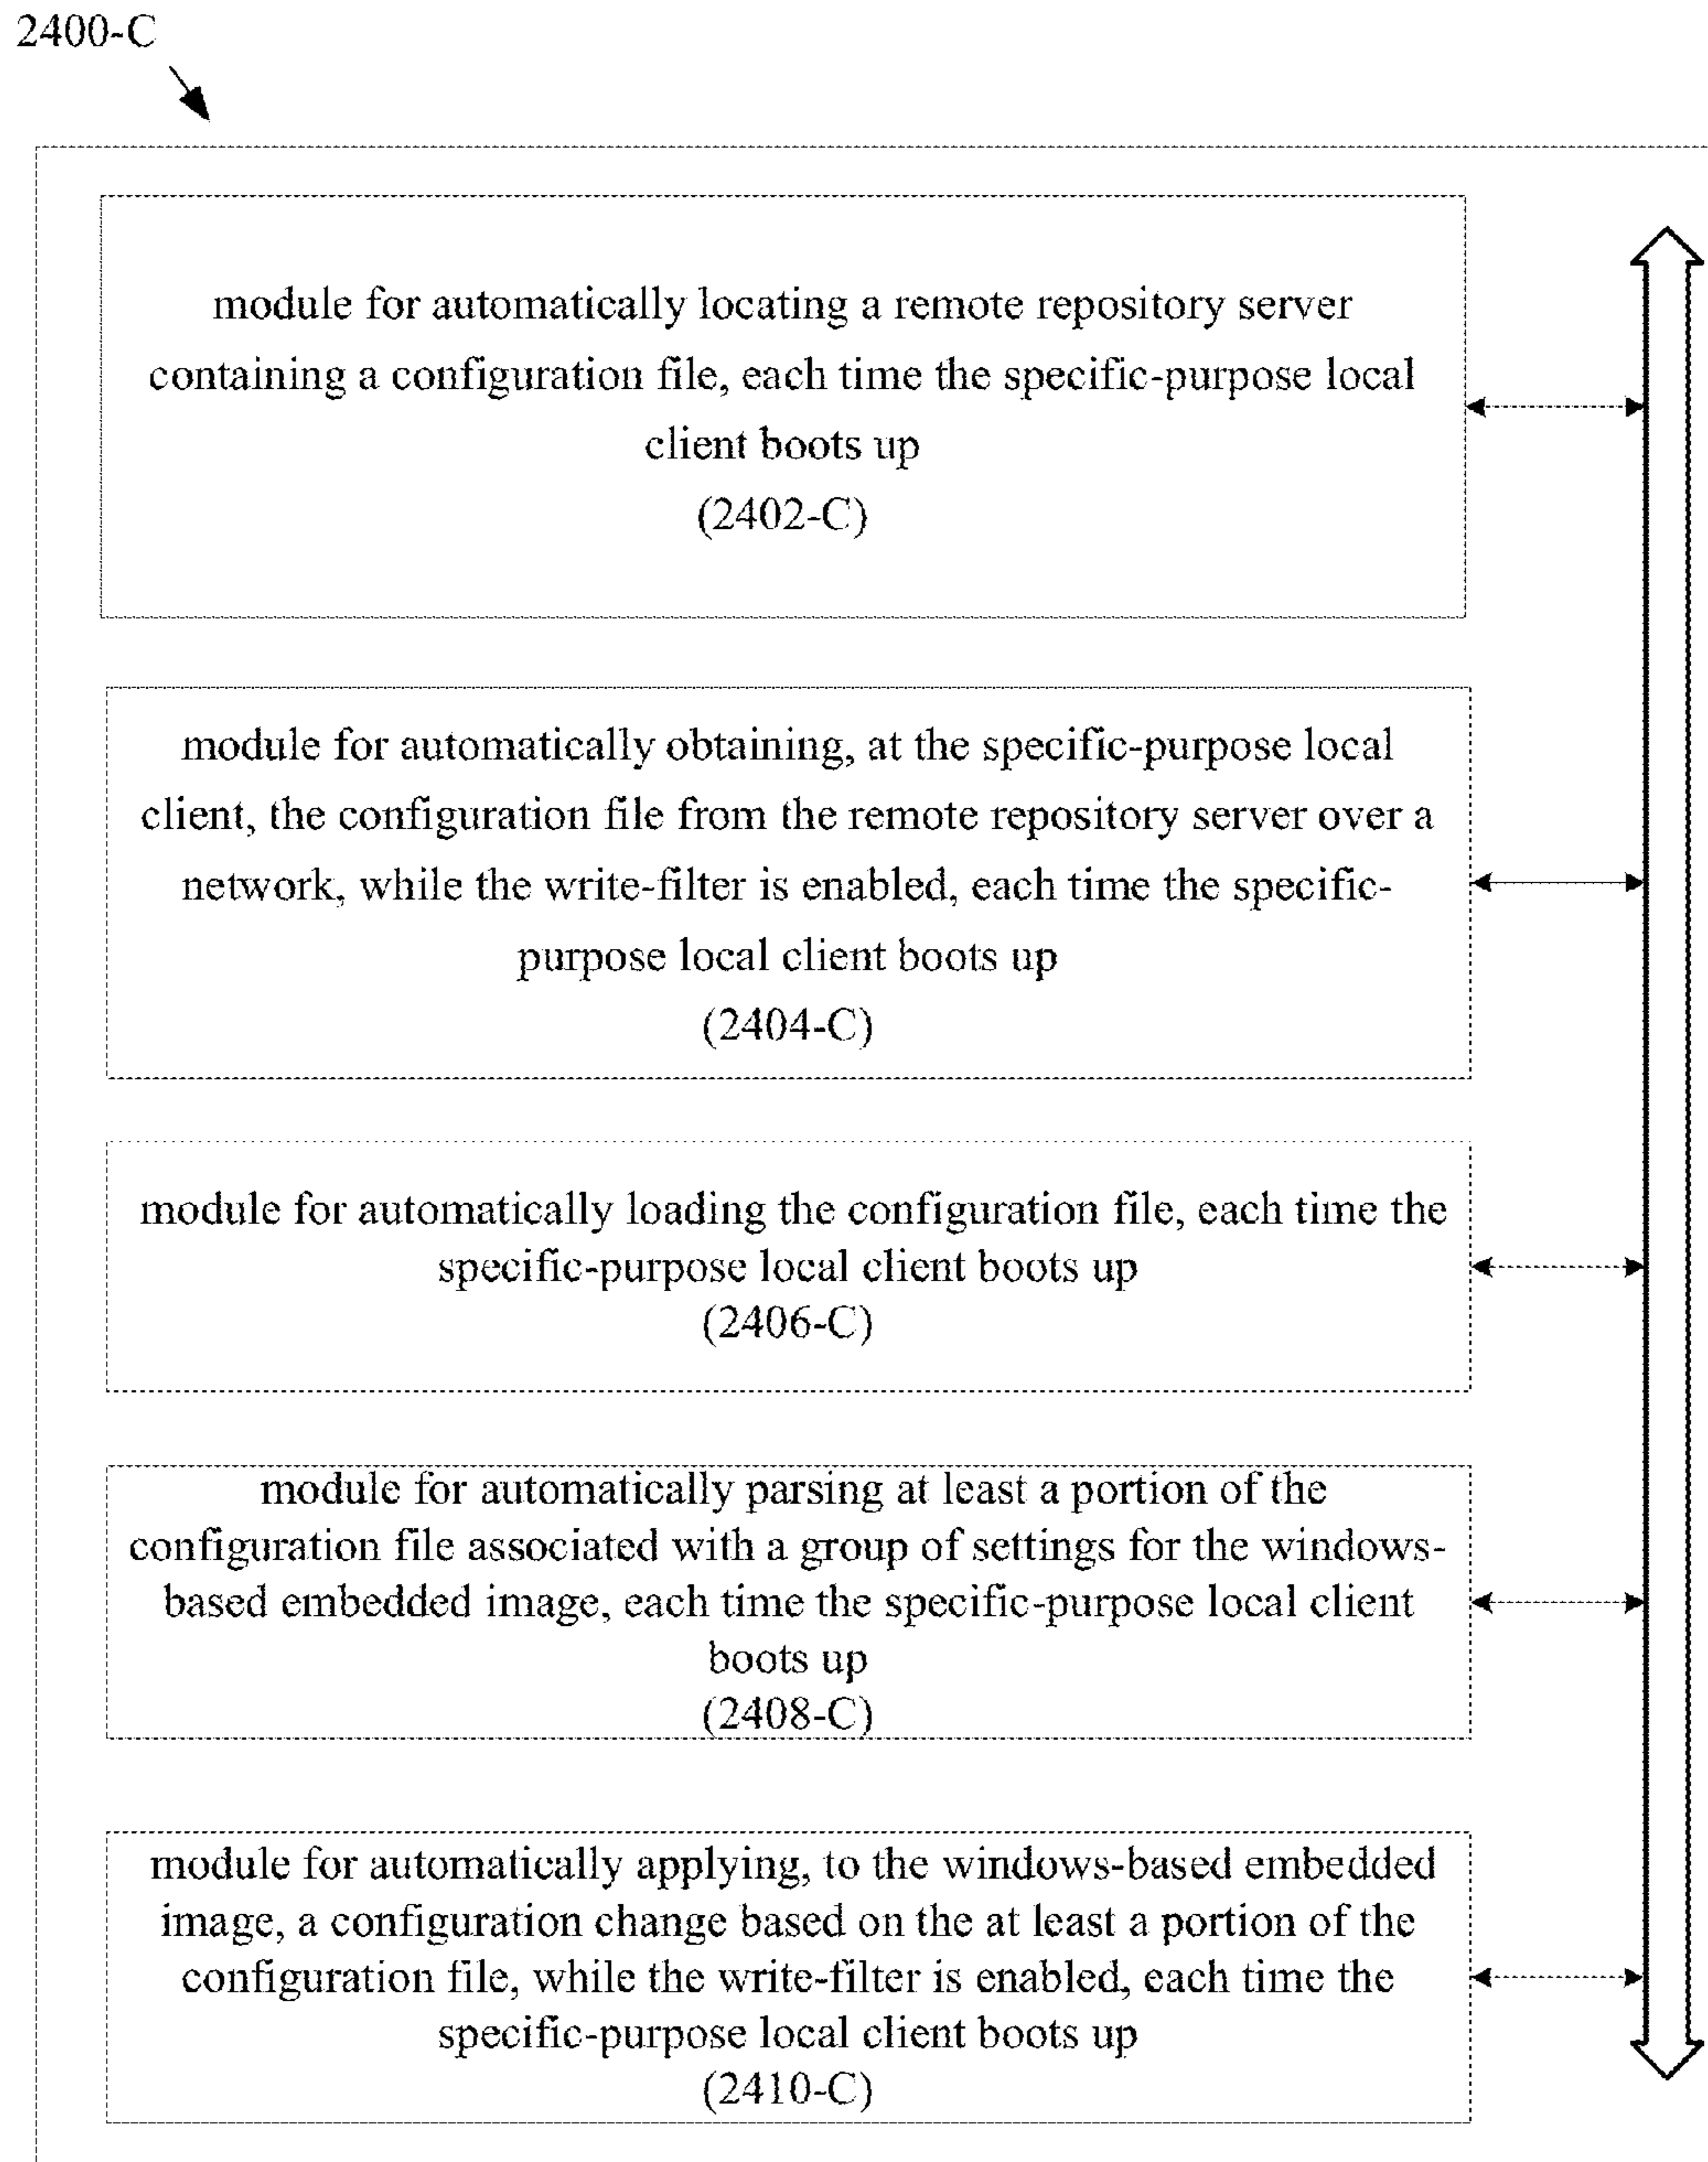 2400-C
module for automatically locating a remote repository server
containing a configuration file, each time the specific-purpose local
client boots up
(2402-C)
module for automatically obtaining, at the specific-purpose local
client, the configuration file from the remote repository server over a
network, while the write-filter is enabled, each time the specific-
purpose local client boots up
(2404-C)
module for automatically loading the configuration file, each time the
specific-purpose local client boots up
(2406-C)
module for automatically parsing at least a portion of the
configuration file associated with a group of settings for the windows-
based embedded image, each time the specific-purpose local client
boots up
(2408-C)
module for automatically applying, to the windows-based embedded
image, a configuration change based on the at least a portion of the
configuration file, while the write-filter is enabled, each time the
specific-purpose local client boots up
(2410-C)